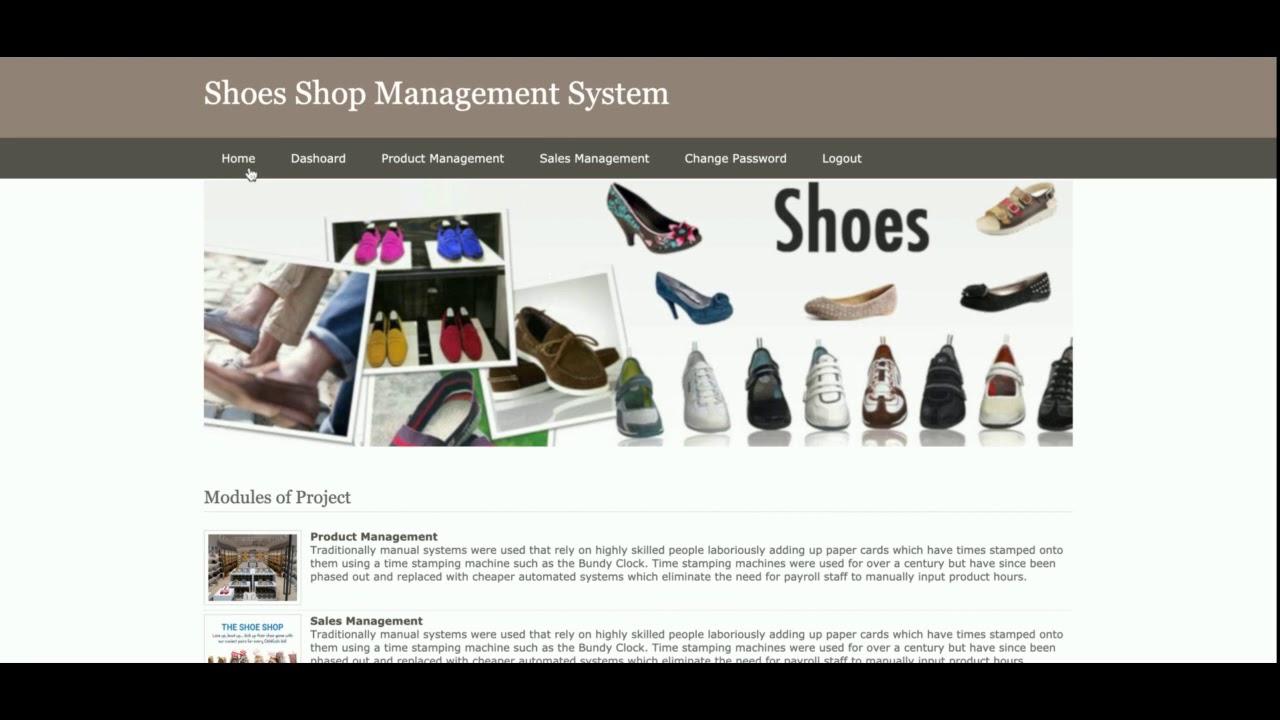 Shoes Shop Management System
Home Dashoard Product Management Sales Management Change Password Logout
Shoes
Modules of Project
Product Management
Traditionally manual systems were used that rely on highly skilled people laboriously adding up paper cards which have times stamped onto
them using a time stamping machine such as the Bundy Clock. Time stamping machines were used for over a century but have since been
phased out and replaced with cheaper automated systems which eliminate the need for payroll staff to manually input product hours.
THE SHOE SHOP
Sales Management
Traditionally manual systems were used that rely on highly skilled people laboriously adding up paper cards which have times stamped onto
them using a time stamping machine such as the Bundy Clock. Time stamping machines were used for over a century but have since been
phased out and replaced with cheaper automated systems which eliminate the need for payroll staff to manually input product hours.